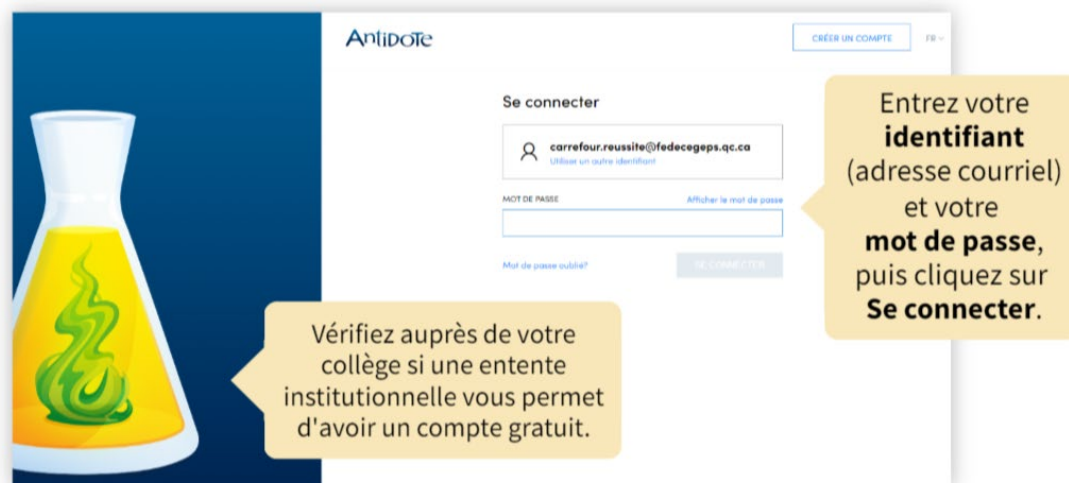 Antidote
CRÉER UN COMPTE
FR
Se connecter
carrefour.reussite@fedecegeps.qc.ca
Utiliser un autre identifiant
MOT DE PASSE
Afficher le mot de passe
Mot de passe oublié?
SE CONNECTER
Entrez votre
identifiant
(adresse courriel)
et votre
mot de passe,
puis cliquez sur
Se connecter.
Vérifiez auprès de votre
collège si une entente
institutionnelle vous permet
d'avoir un compte gratuit.